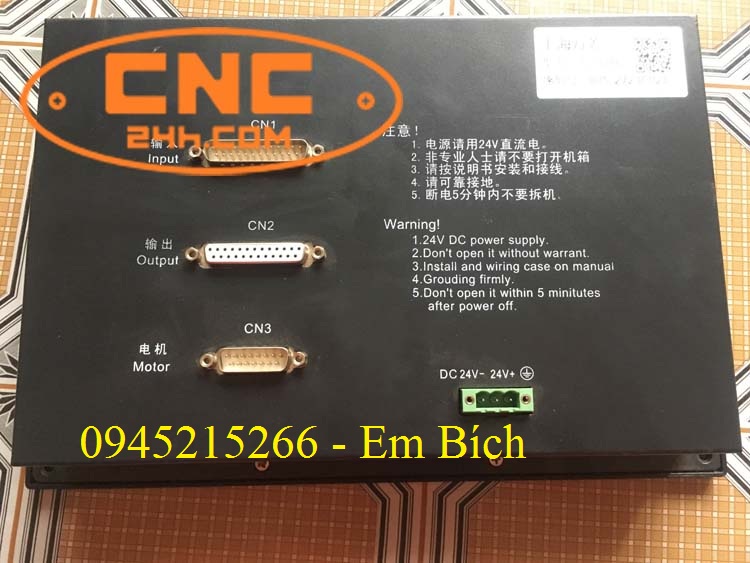 CNC
24h.COM
CN1
输
Input
CN2
输出
Output
CN3
电机
Motor
注意！
1. 电源请用24V直流电。
2. 非专业人士请不要打开机箱
3. 请按说明书安装和接线。
4. 请可靠接地。
5. 断电5分钟内不要拆机.
Warning!
1.24V DC power supply.
2.Don't open it without warrant.
3.Install and wiring case on manual
4.Grouding firmly.
5.Don't open it within 5 minitutes
after power off.
DC 24V- 24V+
0945215266 - Em Bích